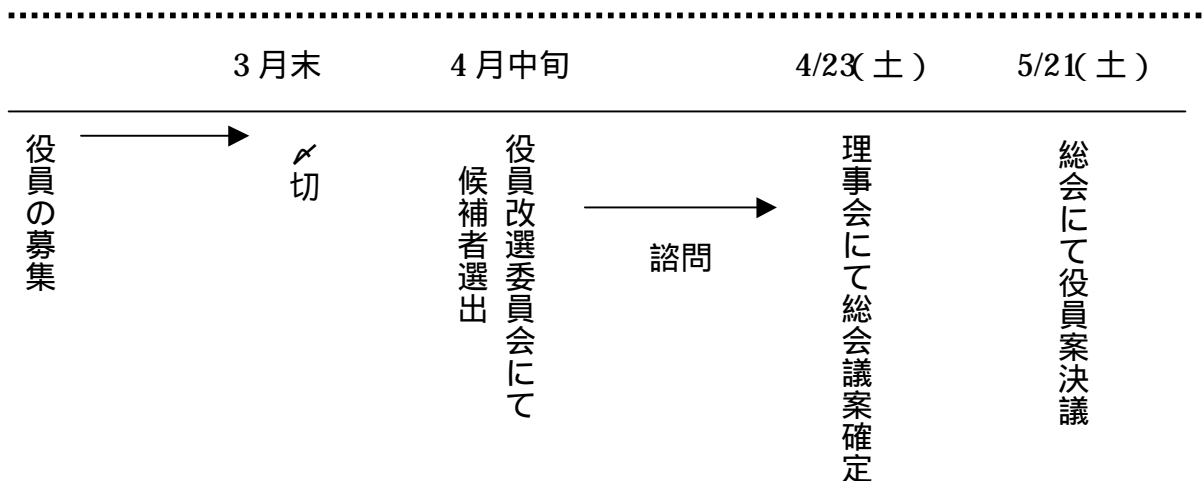 3月末
4月中旬
4/23(土)
5/21(土)
役員の募集
〆切
役員改選委員会にて
候補者選出
諮問
理事会にて総会議案確定
総会にて役員案決議